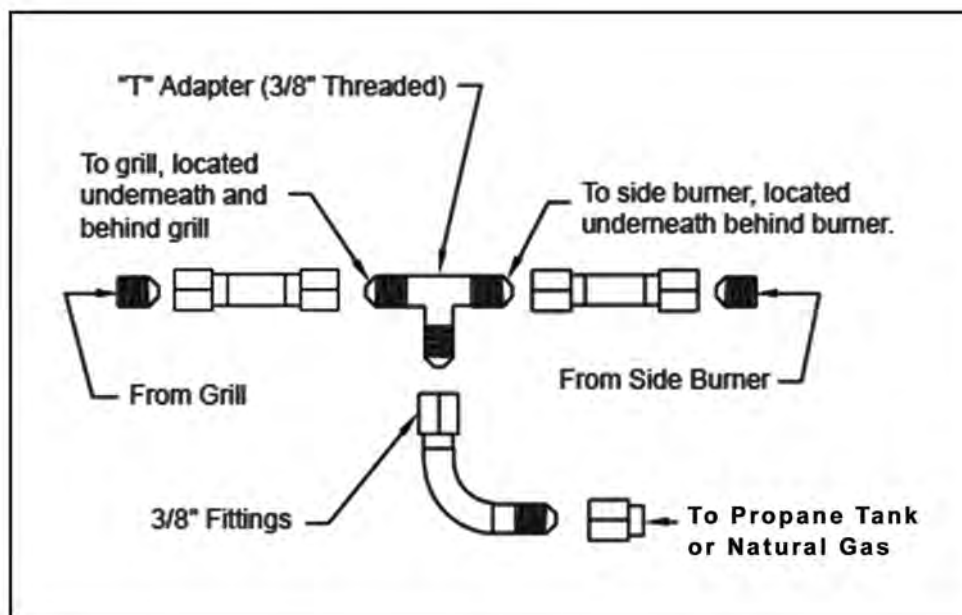 "T" Adapter (3/8" Threaded)
To grill, located
underneath and
behind grill
To side burner, located
underneath behind burner.
From Grill
From Side Burner
3/8" Fittings
To Propane Tank
or Natural Gas